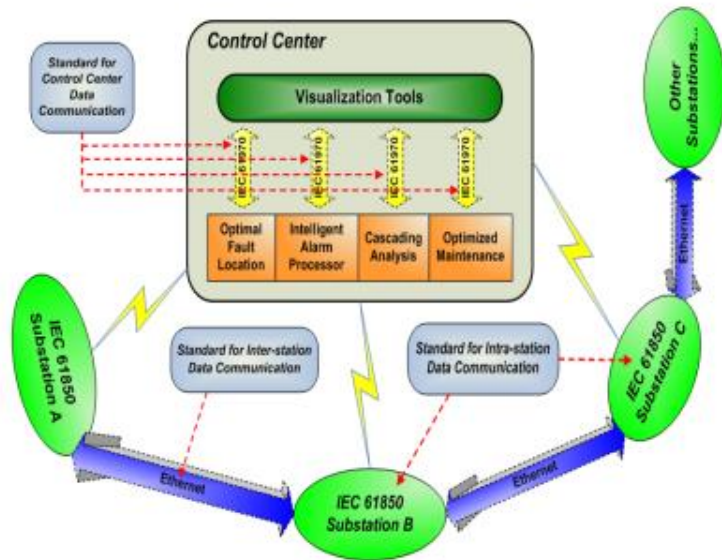 Control Center
Standard for
Control Center
Data
Communication
Visualization Tools
IEC 61970
IEC 61970
IEC 61970
IEC 61970
Optimal
Fault
Location
Intelligent
Alarm
Processor
Cascading
Analysis
Optimized
Maintenance
Other
Substations...
Ethernet
IEC 61850
Substation A
Standard for Inter-station
Data Communication
Standard for Intra-station
Data Communication
IEC 61850
Substation C
Ethernet
IEC 61850
Substation B
Ethernet